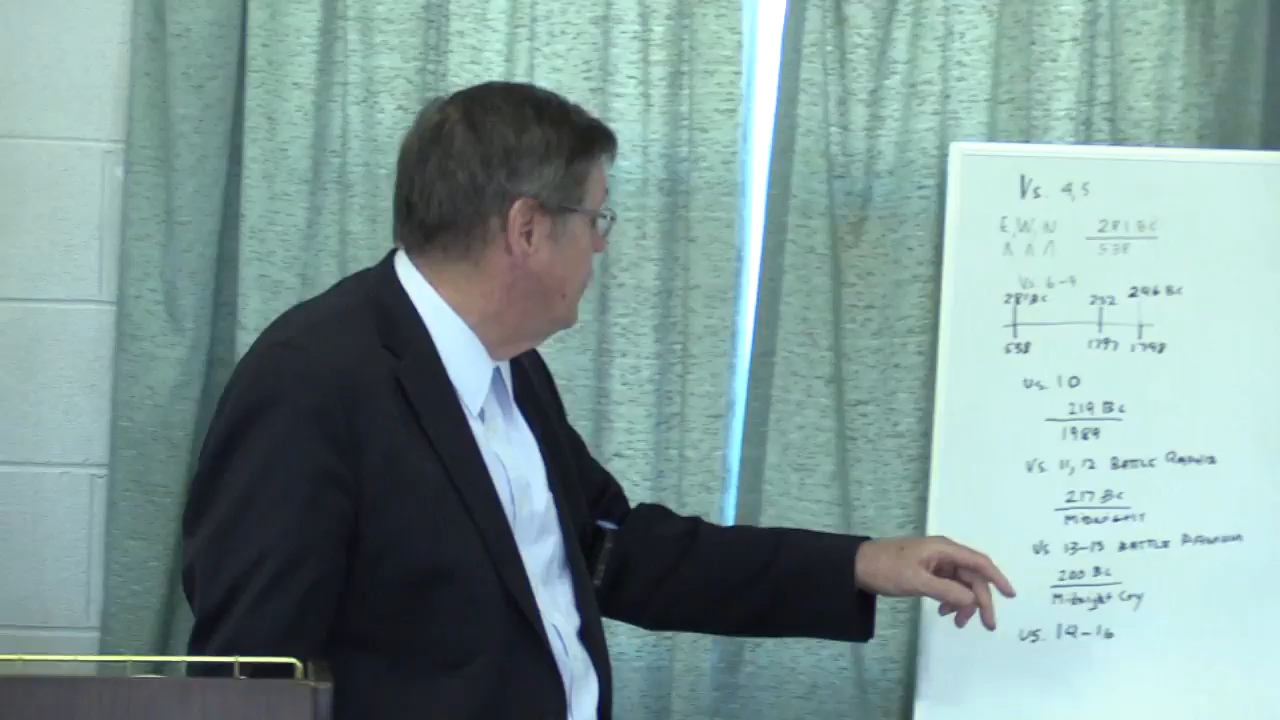 Vs. 4,5
E, W, N 281 BC
Λ Λ Λ 538
Vs. 6-9
281 BC 252 246 BC
538 1797 1798
Vs. 10
219 BC
1989
Vs. 11, 12 BATTLE RAPHIA
217 BC
MIDNIGHT
Vs 13-15 BATTLE PANIUM
200 BC
Midnight Cry
Vs. 14-16